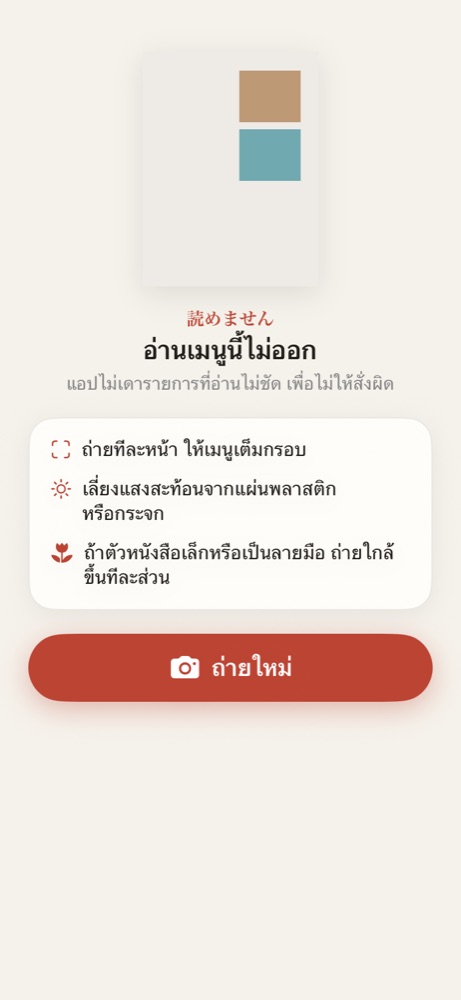 読めません
อ่านเมนูนี้ไม่ออก
แอปไม่เดารายการที่อ่านไม่ชัด เพื่อไม่ให้สั่งผิด
ถ่ายทีละหน้า ให้เมนูเต็มกรอบ
เลี่ยงแสงสะท้อนจากแผ่นพลาสติก
หรือกระจก
ถ้าตัวหนังสือเล็กหรือเป็นลายมือ ถ่ายใกล้
ขึ้นทีละส่วน
ถ่ายใหม่